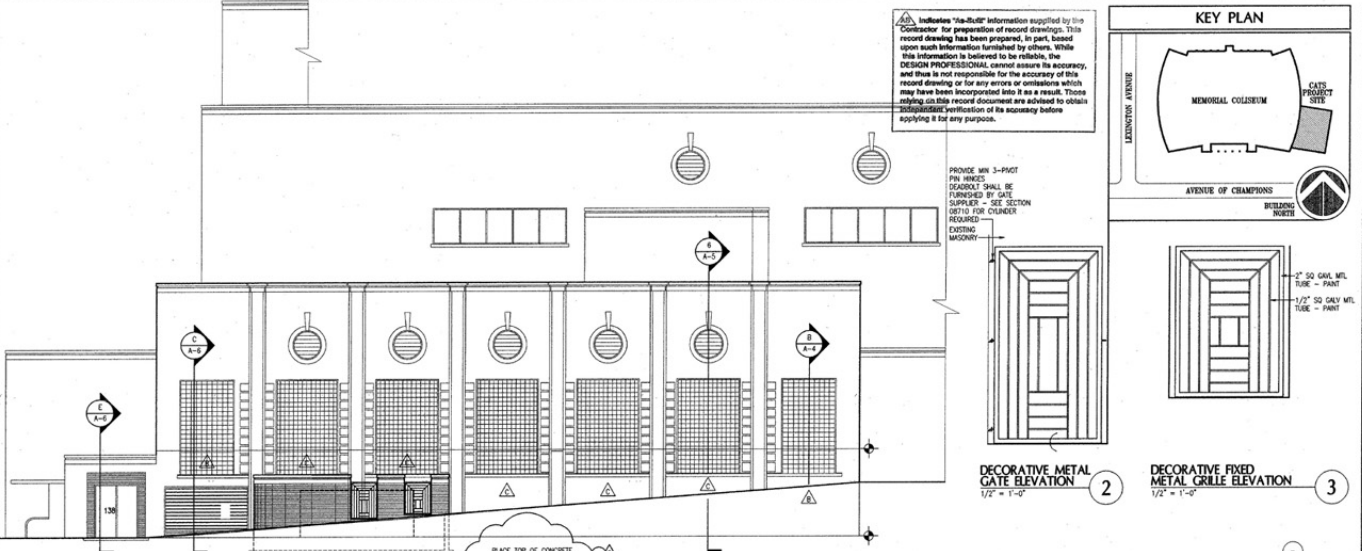 AB Indicates "As-Built" information supplied by the
Contractor for preparation of record drawings. This
record drawing has been prepared, in part, based
upon such information furnished by others. While
this information is believed to be reliable, the
DESIGN PROFESSIONAL cannot assure its accuracy,
and thus is not responsible for the accuracy of this
record drawing or for any errors or omissions which
may have been incorporated into it as a result. Those
relying on this record document are advised to obtain
independent verification of its accuracy before
applying it for any purpose.
KEY PLAN
LEXINGTON AVENUE
MEMORIAL COLISEUM
CATS
PROJECT
SITE
AVENUE OF CHAMPIONS
BUILDING
NORTH
PROVIDE MIN 3-PIVOT
PIN HINGES
DEADBOLT SHALL BE
FURNISHED BY GATE
SUPPLIER - SEE SECTION
08710 FOR CYLINDER
REQUIRED
EXISTING
MASONRY
2" SQ GAVL MTL
TUBE - PAINT
1/2" SQ GALV MTL
TUBE - PAINT
6
A-5
C
A-6
B
A-4
E
A-6
138
C
C
C
B
DECORATIVE METAL
GATE ELEVATION
1/2" = 1'-0"
2
DECORATIVE FIXED
METAL GRILLE ELEVATION
1/2" = 1'-0"
3
PLACE TOP OF CONCRETE